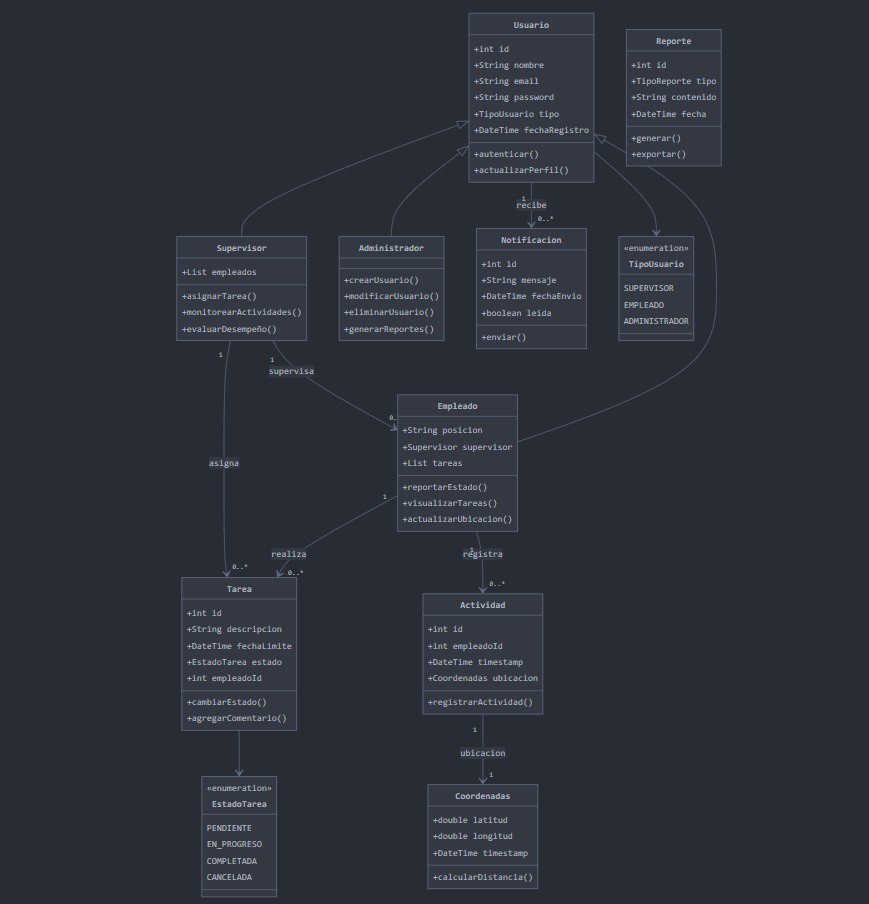 Usuario
+int id
+String nombre
+String email
+String password
+TipoUsuario tipo
+DateTime fechaRegistro
+autenticar()
+actualizarPerfil()
Reporte
+int id
+TipoReporte tipo
+String contenido
+DateTime fecha
+generar()
+exportar()
1
recibe
0..*
Supervisor
+List empleados
+asignarTarea()
+monitorearActividades()
+evaluarDesempeño()
Administrador
+crearUsuario()
+modificarUsuario()
+eliminarUsuario()
+generarReportes()
Notificacion
+int id
+String mensaje
+DateTime fechaEnvio
+boolean leida
+enviar()
«enumeration»
TipoUsuario
SUPERVISOR
EMPLEADO
ADMINISTRADOR
1
1
supervisa
0.
asigna
Empleado
+String posicion
+Supervisor supervisor
+List tareas
+reportarEstado()
+visualizarTareas()
+actualizarUbicacion()
1
realiza
0..*
0..*
1
registra
0..*
Tarea
+int id
+String descripcion
+DateTime fechaLimite
+EstadoTarea estado
+int empleadoId
+cambiarEstado()
+agregarComentario()
Actividad
+int id
+int empleadoId
+DateTime timestamp
+Coordenadas ubicacion
+registrarActividad()
1
ubicacion
1
«enumeration»
EstadoTarea
PENDIENTE
EN_PROGRESO
COMPLETADA
CANCELADA
Coordenadas
+double latitud
+double longitud
+DateTime timestamp
+calcularDistancia()